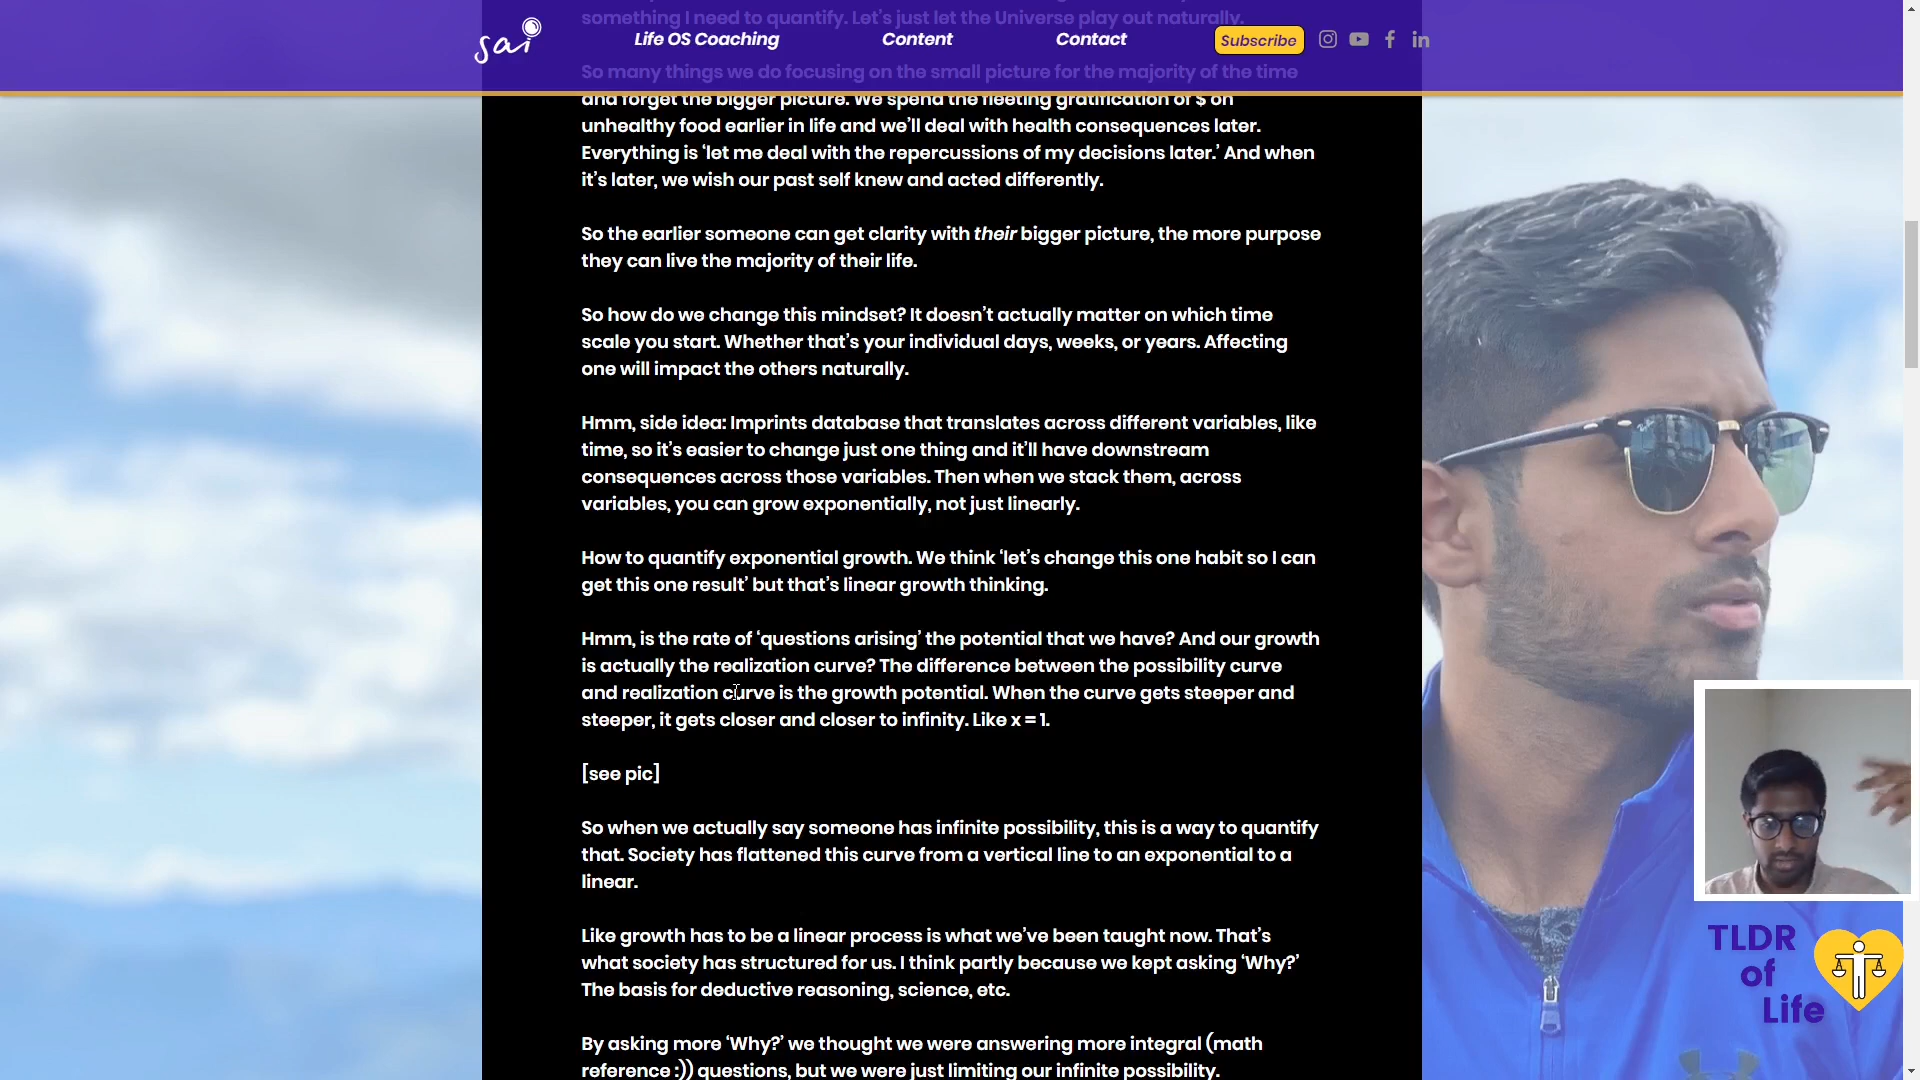 something I need to quantify. Let's just let the Universe play out naturally.
sai
Life OS Coaching
Content
Contact
Subscribe
in
So many things we do focusing on the small picture for the majority of the time
and forget the bigger picture. We spend the fleeting gratification of $ on
unhealthy food earlier in life and we'll deal with health consequences later.
Everything is 'let me deal with the repercussions of my decisions later.' And when
it's later, we wish our past self knew and acted differently.
So the earlier someone can get clarity with their bigger picture, the more purpose
they can live the majority of their life.
So how do we change this mindset? It doesn't actually matter on which time
scale you start. Whether that's your individual days, weeks, or years. Affecting
one will impact the others naturally.
Hmm, side idea: Imprints database that translates across different variables, like
time, so it's easier to change just one thing and it'll have downstream
consequences across those variables. Then when we stack them, across
variables, you can grow exponentially, not just linearly.
How to quantify exponential growth. We think 'let's change this one habit so I can
get this one result' but that's linear growth thinking.
Hmm, is the rate of 'questions arising' the potential that we have? And our growth
is actually the realization curve? The difference between the possibility curve
and realization curve is the growth potential. When the curve gets steeper and
steeper, it gets closer and closer to infinity. Like x = 1.
[see pic]
So when we actually say someone has infinite possibility, this is a way to quantify
that. Society has flattened this curve from a vertical line to an exponential to a
linear.
Like growth has to be a linear process is what we've been taught now. That's
what society has structured for us. I think partly because we kept asking 'Why?'
The basis for deductive reasoning, science, etc.
By asking more 'Why?' we thought we were answering more integral (math
reference :)) questions, but we were just limiting our infinite possibility.
TLDR
of
Life